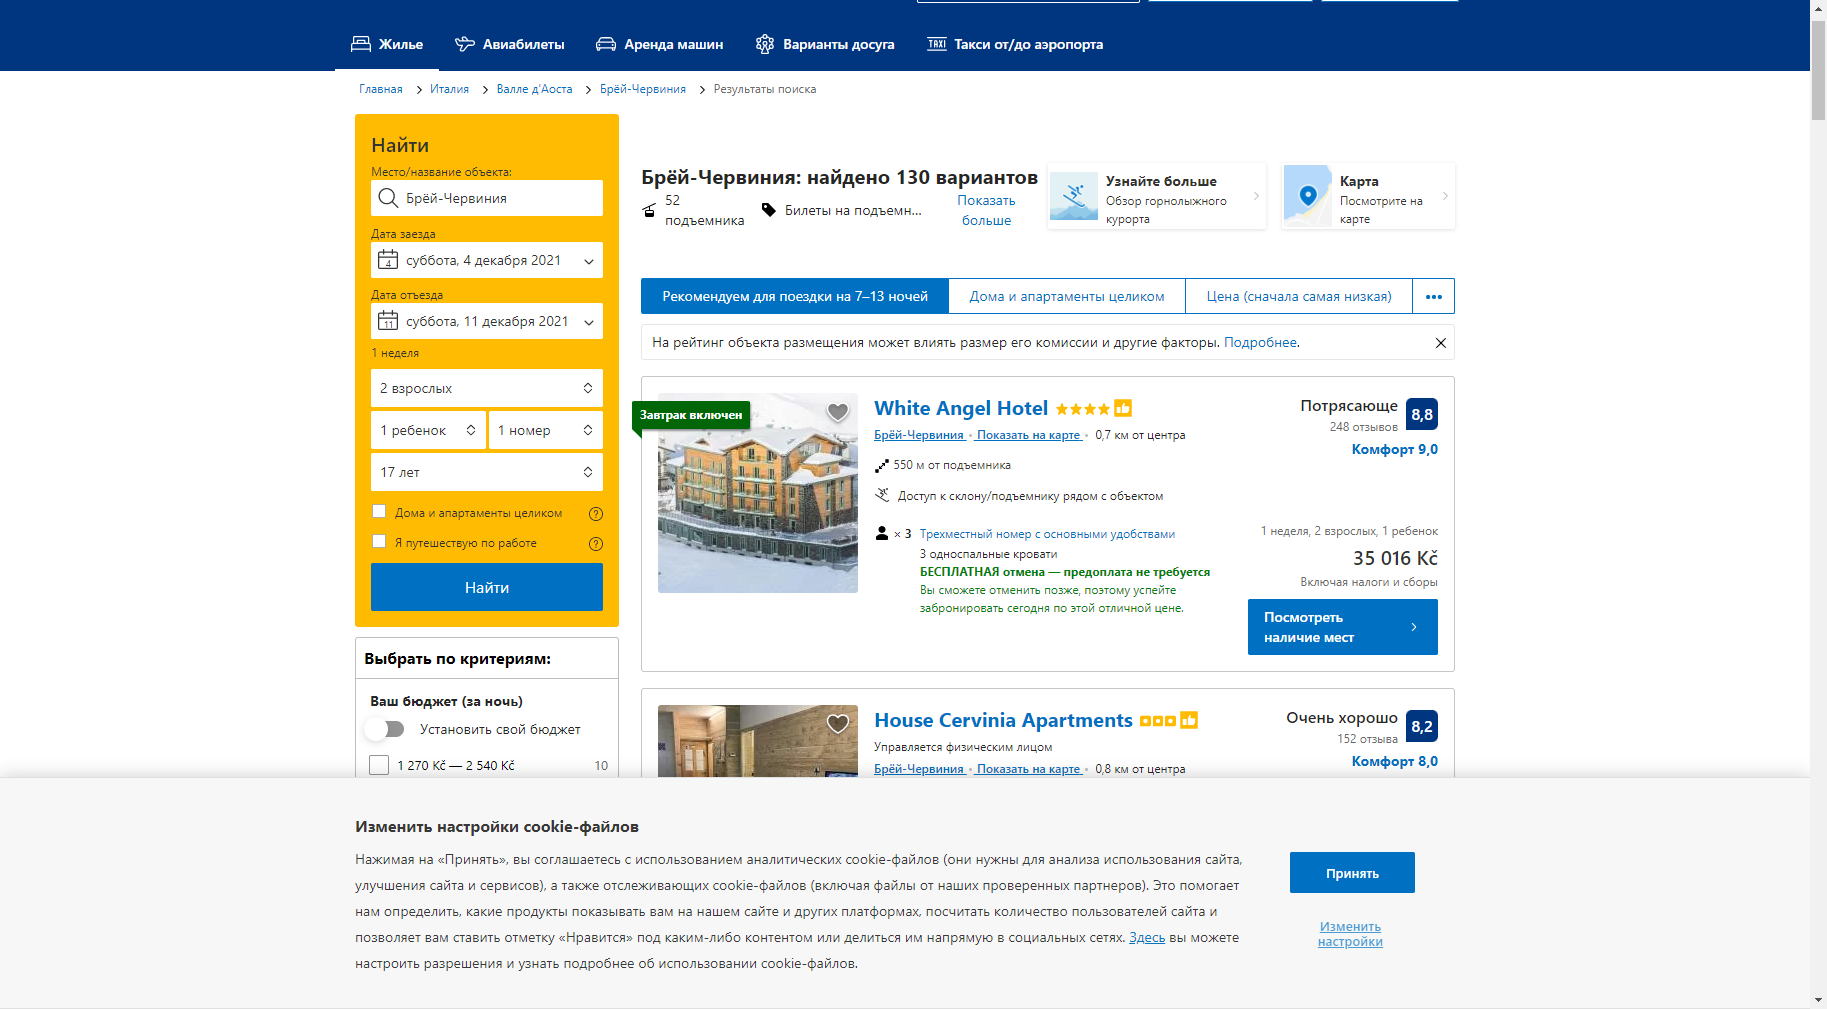 Жилье
Авиабилеты
Аренда машин
Варианты досуга
TAXI Такси от/до аэропорта
Главная
Италия
Валле д'Аоста
Брёй-Червиния
Результаты поиска
Найти
Место/название объекта:
Брёй-Червиния
Дата заезда
4 суббота, 4 декабря 2021
Дата отъезда
11 суббота, 11 декабря 2021
1 неделя
2 взрослых
1 ребенок
1 номер
17 лет
Дома и апартаменты целиком
Я путешествую по работе
Найти
Выбрать по критериям:
Ваш бюджет (за ночь)
Установить свой бюджет
1 270 Kč — 2 540 Kč 10
Брёй-Червиния: найдено 130 вариантов
52
подъемника
Билеты на подъемн...
Показать
больше
Узнайте больше
Обзор горнолыжного
курорта
Карта
Посмотрите на
карте
Рекомендуем для поездки на 7–13 ночей
Дома и апартаменты целиком
Цена (сначала самая низкая)
На рейтинг объекта размещения может влиять размер его комиссии и другие факторы. Подробнее.
Завтрак включен
White Angel Hotel
Брёй-Червиния • Показать на карте • 0,7 км от центра
550 м от подъемника
Доступ к склону/подъемнику рядом с объектом
× 3 Трехместный номер с основными удобствами
3 односпальные кровати
БЕСПЛАТНАЯ отмена — предоплата не требуется
Вы сможете отменить позже, поэтому успейте
забронировать сегодня по этой отличной цене.
Потрясающе 8,8
248 отзывов
Комфорт 9,0
1 неделя, 2 взрослых, 1 ребенок
35 016 Kč
Включая налоги и сборы
Посмотреть
наличие мест
House Cervinia Apartments
Управляется физическим лицом
Брёй-Червиния • Показать на карте • 0,8 км от центра
Очень хорошо 8,2
152 отзыва
Комфорт 8,0
Изменить настройки cookie-файлов
Нажимая на «Принять», вы соглашаетесь с использованием аналитических cookie-файлов (они нужны для анализа использования сайта,
улучшения сайта и сервисов), а также отслеживающих cookie-файлов (включая файлы от наших проверенных партнеров). Это помогает
нам определить, какие продукты показывать вам на нашем сайте и других платформах, посчитать количество пользователей сайта и
позволяет вам ставить отметку «Нравится» под каким-либо контентом или делиться им напрямую в социальных сетях. Здесь вы можете
настроить разрешения и узнать подробнее об использовании cookie-файлов.
Принять
Изменить
настройки